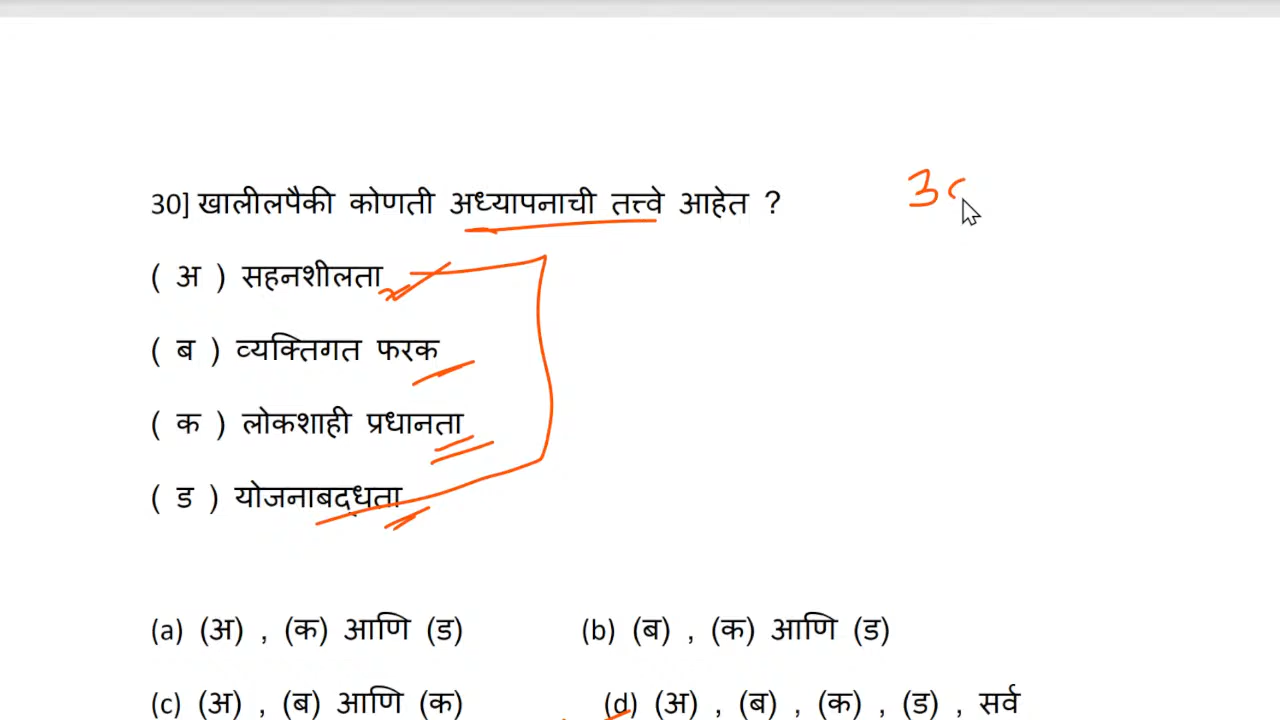 30] खालीलपैकी कोणती अध्यापनाची तत्त्वे आहेत ?
3
( अ ) सहनशीलता
( ब ) व्यक्तिगत फरक
( क ) लोकशाही प्रधानता
( ड ) योजनाबद्धता
(a) (अ) , (क) आणि (ड) (b) (ब) , (क) आणि (ड)
(c) (अ) , (ब) आणि (क) (d) (अ) , (ब) , (क) , (ड) , सर्व